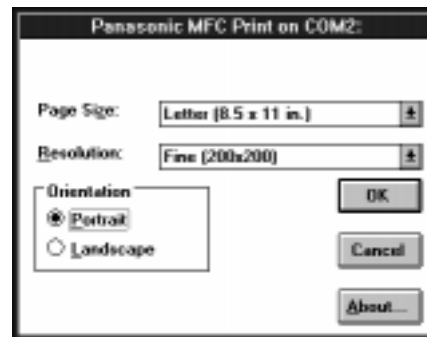 Panasonic MFC Print on COM2:
Page Size: Letter (8.5 x 11 in.)
Resolution: Fine (200x200)
Orientation
Portrait
Landscape
OK
Cancel
About...